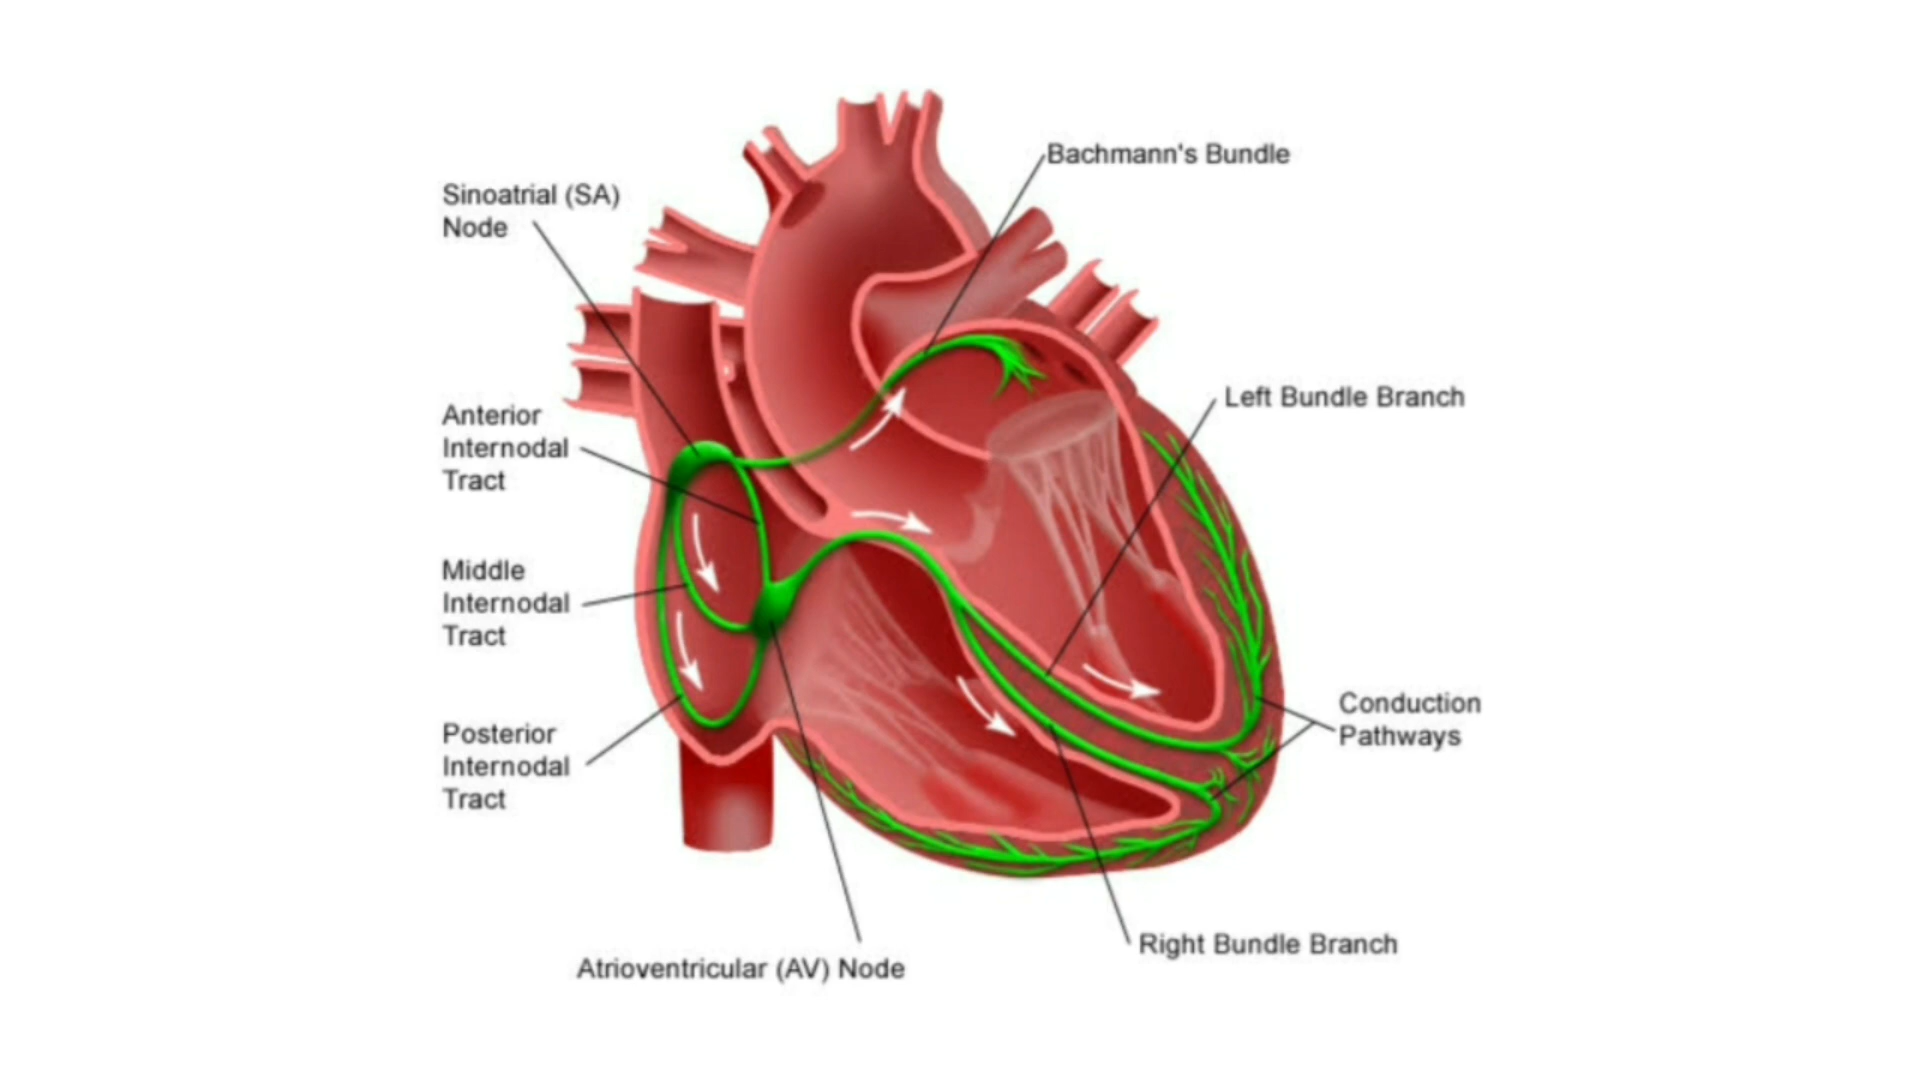 Bachmann's Bundle
Sinoatrial (SA)
Node
Left Bundle Branch
Anterior
Internodal
Tract
Middle
Internodal
Tract
Conduction
Pathways
Posterior
Internodal
Tract
Right Bundle Branch
Atrioventricular (AV) Node